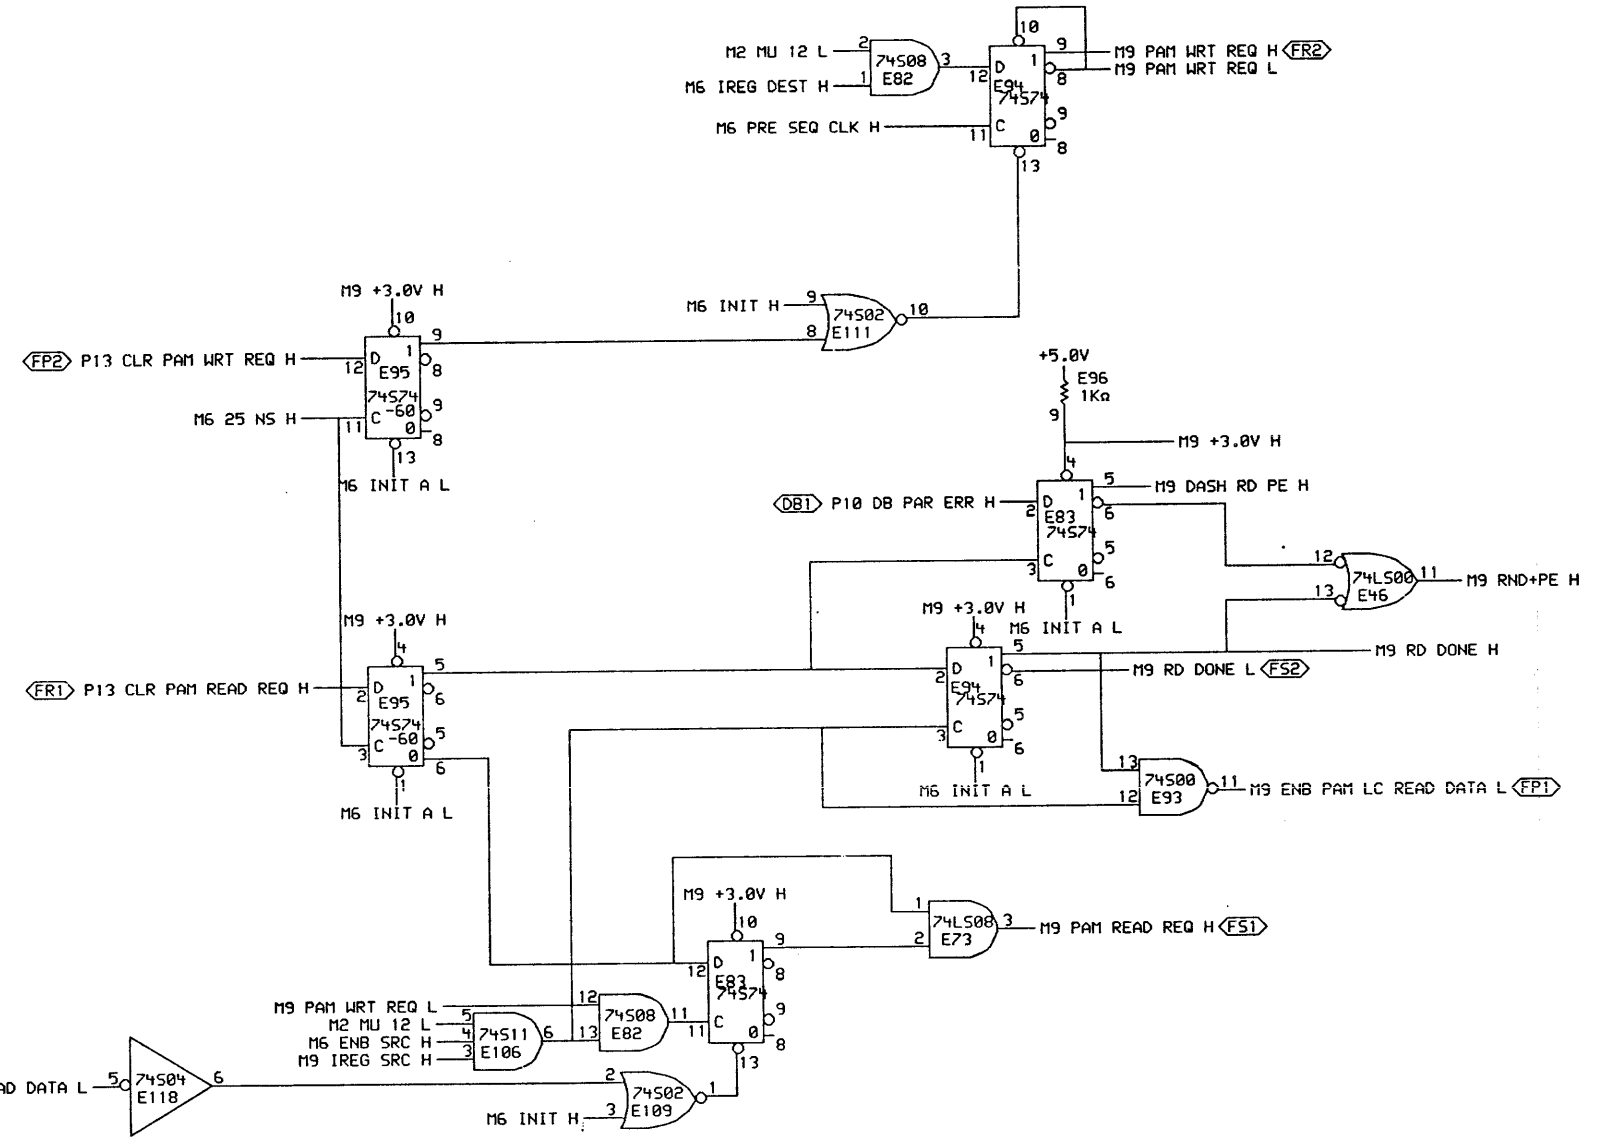 10
M2 MU 12 L
2
74S08
E82
3
1
M6 IREG DEST H
12
D
1
9
M9 PAM WRT REQ H
FR2
8
M9 PAM WRT REQ L
E94
74S74
M6 PRE SEQ CLK H
11
C
0
9
8
13
M9 +3.0V H
10
M6 INIT H
9
74S02
E111
10
8
FP2
P13 CLR PAM WRT REQ H
12
D
1
9
8
E95
74S74
-60
M6 25 NS H
11
C
0
9
8
13
M6 INIT A L
+5.0V
E96
1KΩ
9
M9 +3.0V H
4
DB1
P10 DB PAR ERR H
2
D
1
5
M9 DASH RD PE H
6
E83
74S74
3
C
0
5
6
1
M6 INIT A L
12
74LS00
E46
11
M9 RND+PE H
13
M9 +3.0V H
4
M9 +3.0V H
4
FR1
P13 CLR PAM READ REQ H
2
D
1
5
6
E95
74S74
-60
3
C
0
5
6
1
M6 INIT A L
2
D
1
5
M9 RD DONE H
6
M9 RD DONE L
FS2
E94
74S74
3
C
0
5
6
1
M6 INIT A L
13
74S00
E93
11
M9 ENB PAM LC READ DATA L
FP1
12
M9 +3.0V H
10
1
74LS08
E73
3
M9 PAM READ REQ H
FS1
2
12
D
1
9
8
E83
74S74
11
C
0
9
8
13
M9 PAM WRT REQ L
12
74S08
E82
11
13
M2 MU 12 L
5
M6 ENB SRC H
4
M9 IREG SRC H
3
74S11
E106
6
AD DATA L
5
74S04
E118
6
2
74S02
E109
1
M6 INIT H
3